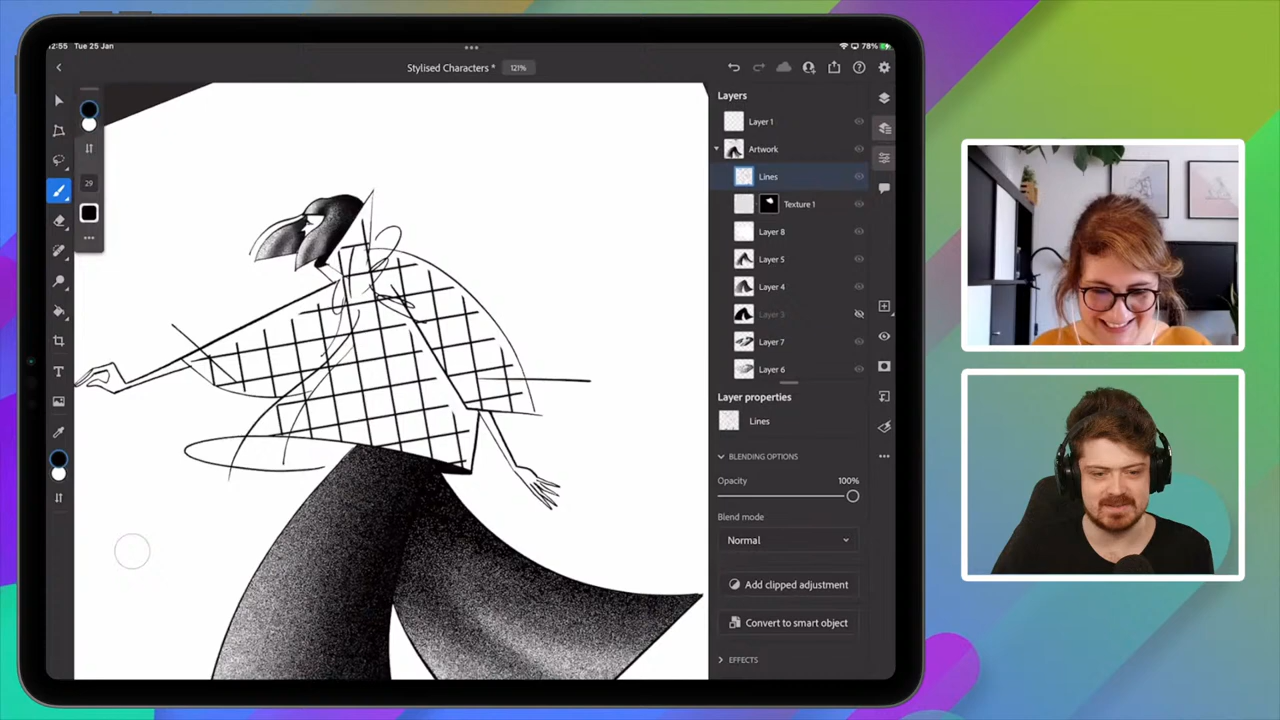 12:55 Tue 25 Jan
78%
Stylised Characters * 121%
29
Layers
Layer 1
Artwork
Lines
Texture 1
Layer 8
Layer 5
Layer 4
Layer 3
Layer 7
Layer 6
Layer properties
Lines
BLENDING OPTIONS
Opacity 100%
Blend mode
Normal
Add clipped adjustment
Convert to smart object
EFFECTS